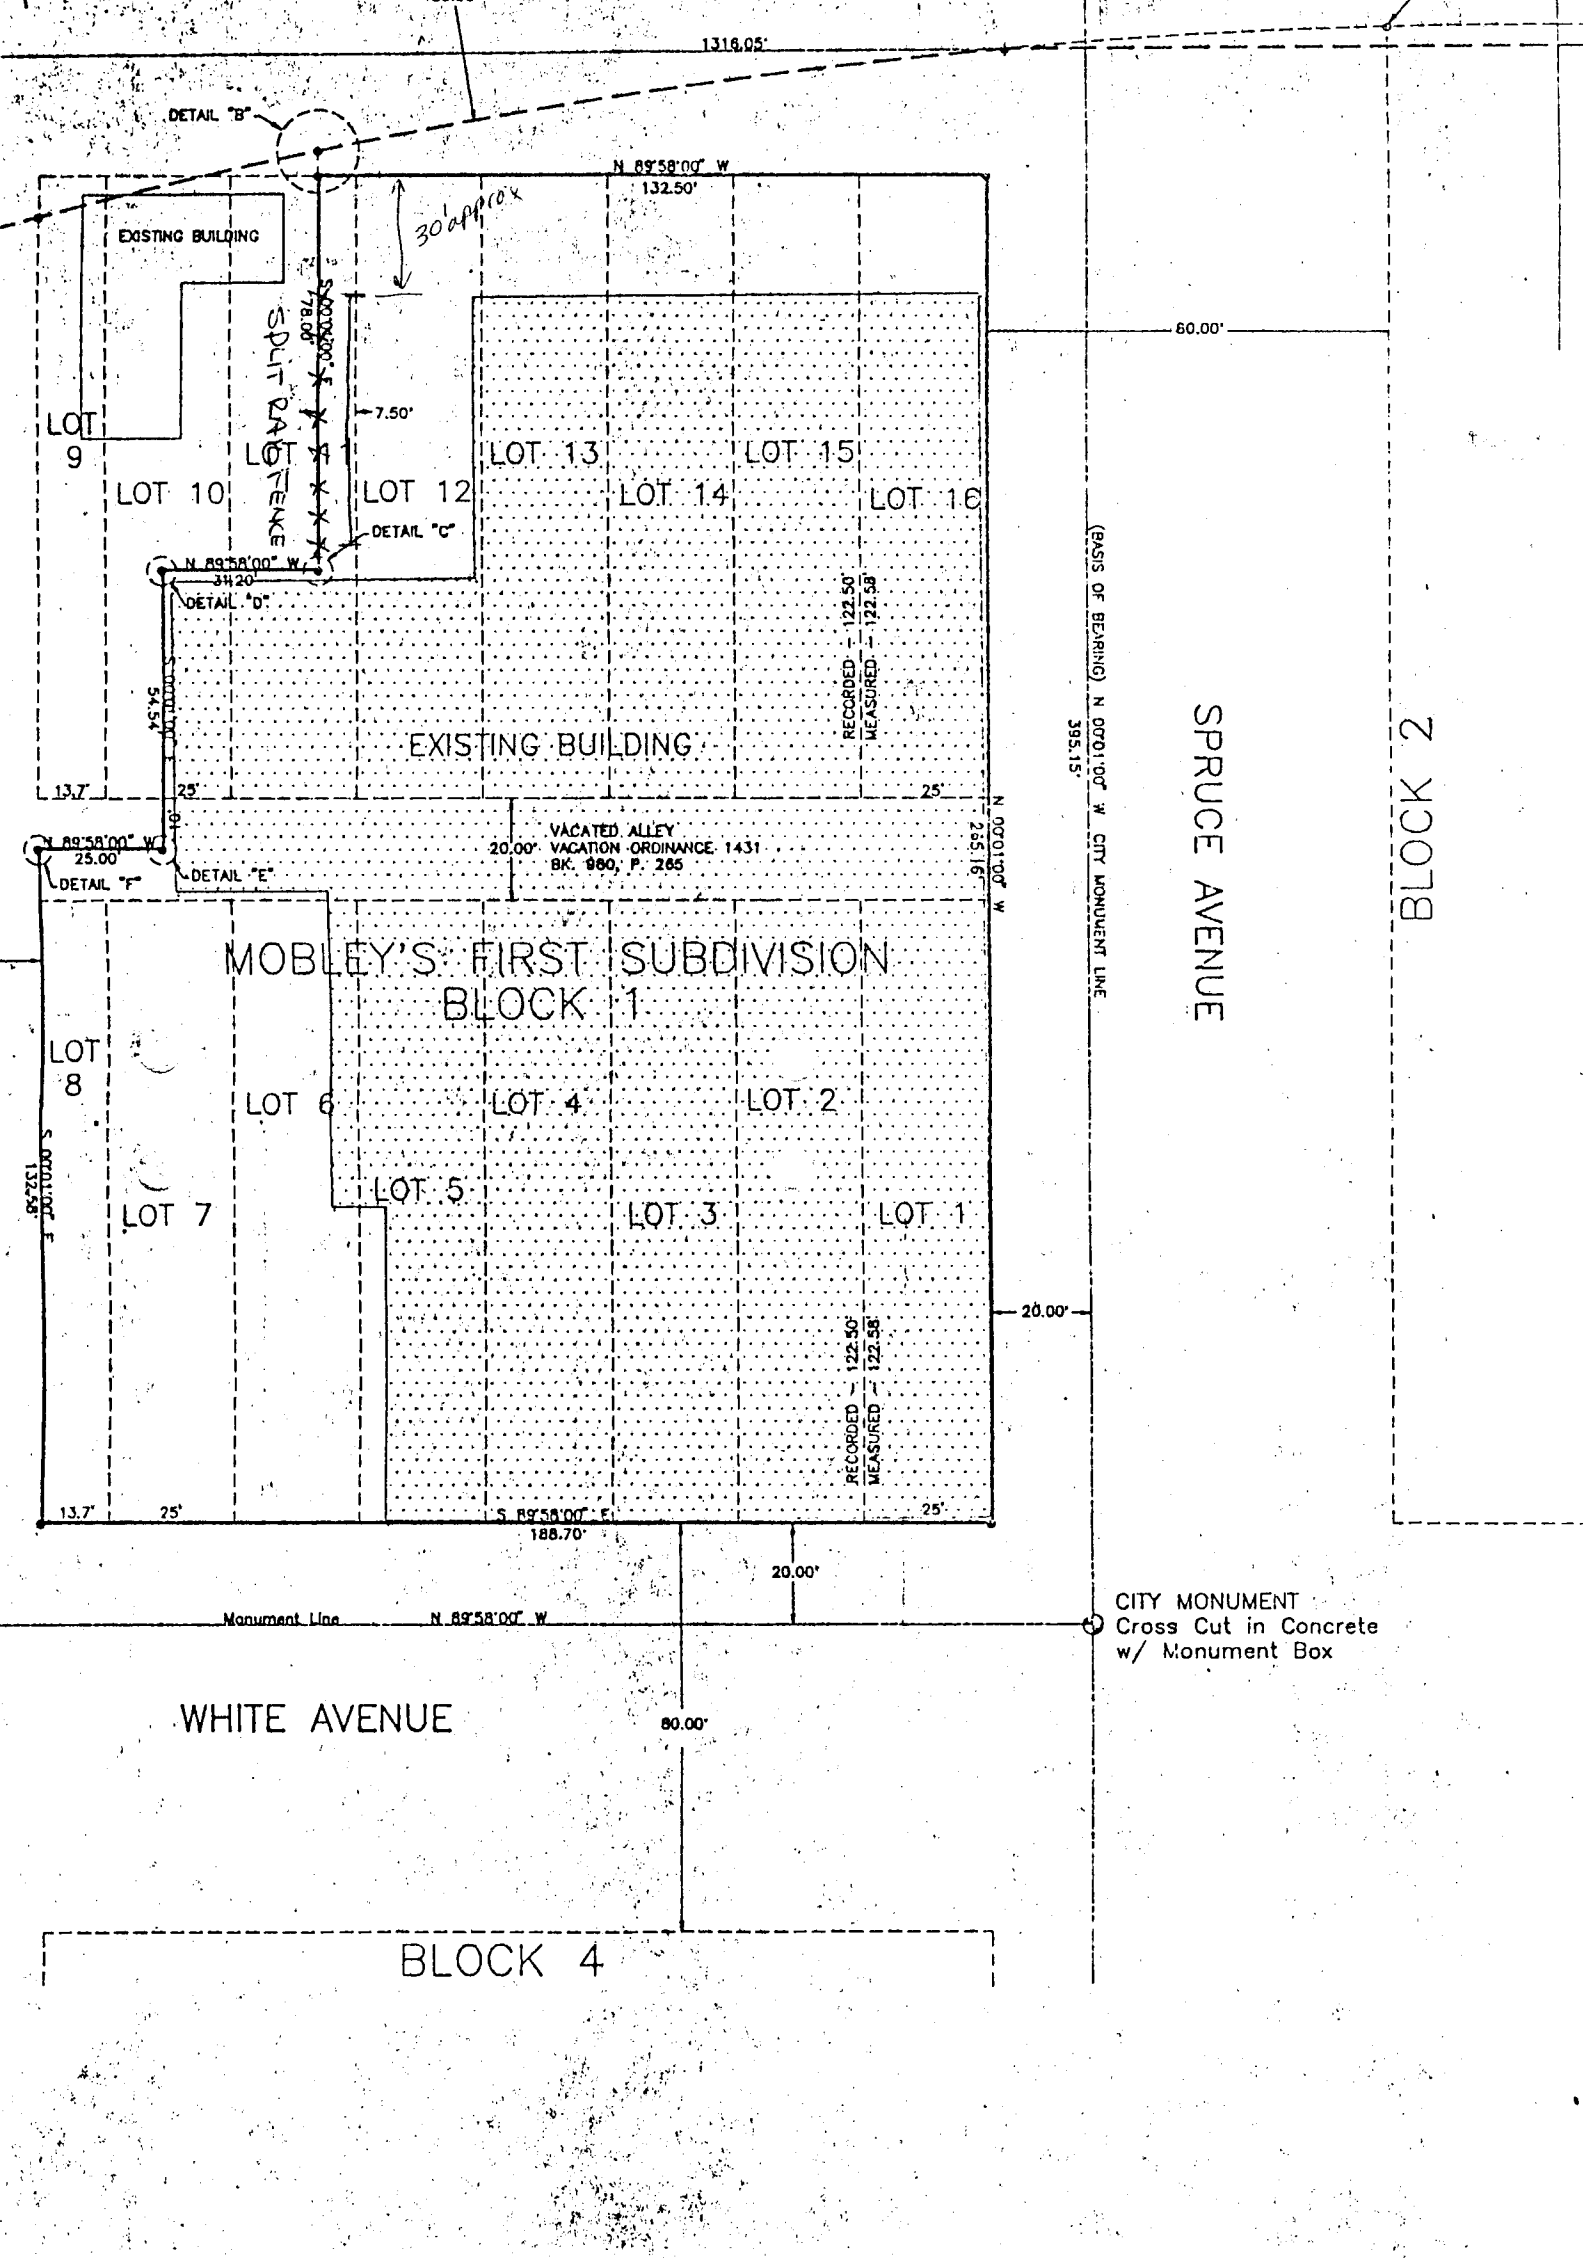 1316.05'
DETAIL "B"
N 89°58'00" W
132.50'
30' approx
EXISTING BUILDING
S 00°01'00" E
78.00'
SPLIT RAIL FENCE
60.00'
7.50'
LOT
9
LOT 10
LOT 11
LOT 12
LOT 13
LOT 14
LOT 15
LOT 16
DETAIL "C"
N 89°58'00" W
31.20'
DETAIL "D"
S 00°01'00" E
54.54'
RECORDED - 122.50'
MEASURED - 122.58'
(BASIS OF BEARING) N 00°01'00" W CITY MONUMENT LINE
395.15'
SPRUCE AVENUE
BLOCK 2
EXISTING BUILDING
13.7'
25'
25'
N 00°01'00" W
265.16'
VACATED ALLEY
20.00' VACATION ORDINANCE 1431
BK. 980, P. 265
N 89°58'00" W
25.00'
DETAIL "F"
DETAIL "E"
MOBLEY'S FIRST SUBDIVISION
BLOCK 1
LOT
8
LOT 7
LOT 6
LOT 5
LOT 4
LOT 3
LOT 2
LOT 1
S 00°01'00" E
132.58'
20.00'
RECORDED - 122.50'
MEASURED - 122.58'
13.7'
25'
S 89°58'00" E
188.70'
25'
20.00'
Monument Line N 89°58'00" W
CITY MONUMENT
Cross Cut in Concrete
w/ Monument Box
WHITE AVENUE
80.00'
BLOCK 4